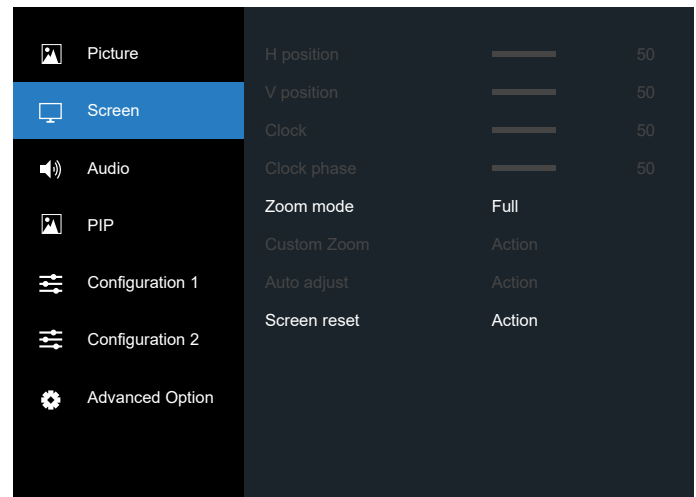 Picture
Screen
Audio
PIP
Configuration 1
Configuration 2
Advanced Option
H position 50
V position 50
Clock 50
Clock phase 50
Zoom mode Full
Custom Zoom Action
Auto adjust Action
Screen reset Action